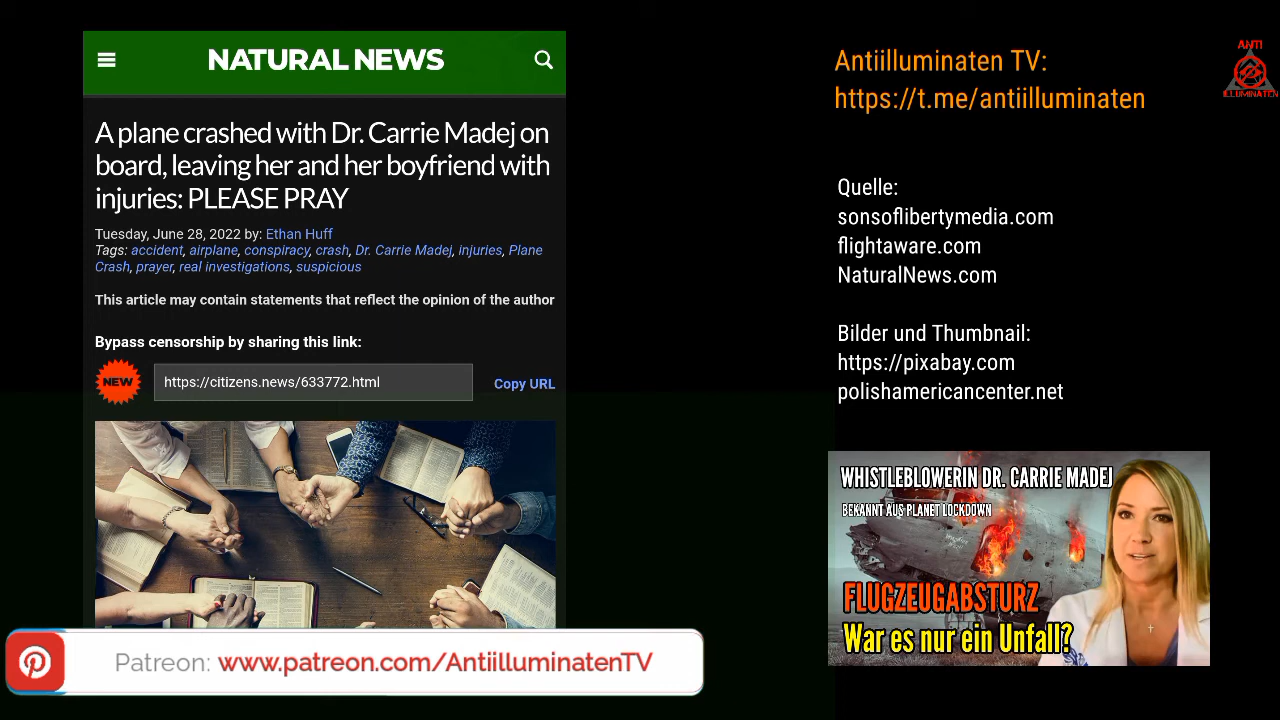 NATURAL NEWS
A plane crashed with Dr. Carrie Madej on
board, leaving her and her boyfriend with
injuries: PLEASE PRAY
Tuesday, June 28, 2022 by: Ethan Huff
Tags: accident, airplane, conspiracy, crash, Dr. Carrie Madej, injuries, Plane
Crash, prayer, real investigations, suspicious
This article may contain statements that reflect the opinion of the author
Bypass censorship by sharing this link:
NEW
https://citizens.news/633772.html
Copy URL
Patreon: www.patreon.com/AntiilluminatenTV
Antiilluminaten TV:
https://t.me/antiilluminaten
ANTI
ILLUMINATEN
Quelle:
sonsoflibertymedia.com
flightaware.com
NaturalNews.com
Bilder und Thumbnail:
https://pixabay.com
polishamericancenter.net
WHISTLEBLOWERIN DR. CARRIE MADEJ
BEKANNT AUS PLANET LOCKDOWN
FLUGZEUGABSTURZ
War es nur ein Unfall?